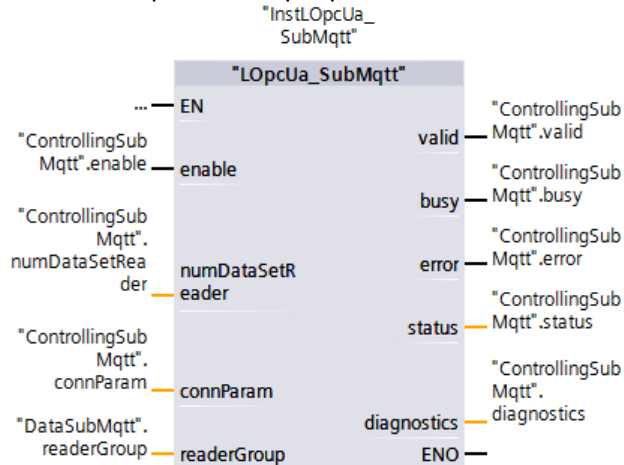 "InstLOpcUa_
SubMqtt"
"LOpcUa_SubMqtt"
...
EN
"ControllingSub
Mqtt".enable
enable
"ControllingSub
Mqtt".
numDataSetRea
der
numDataSetR
eader
"ControllingSub
Mqtt".
connParam
connParam
"DataSubMqtt".
readerGroup
readerGroup
valid
"ControllingSub
Mqtt".valid
busy
"ControllingSub
Mqtt".busy
error
"ControllingSub
Mqtt".error
status
"ControllingSub
Mqtt".status
diagnostics
"ControllingSub
Mqtt".
diagnostics
ENO